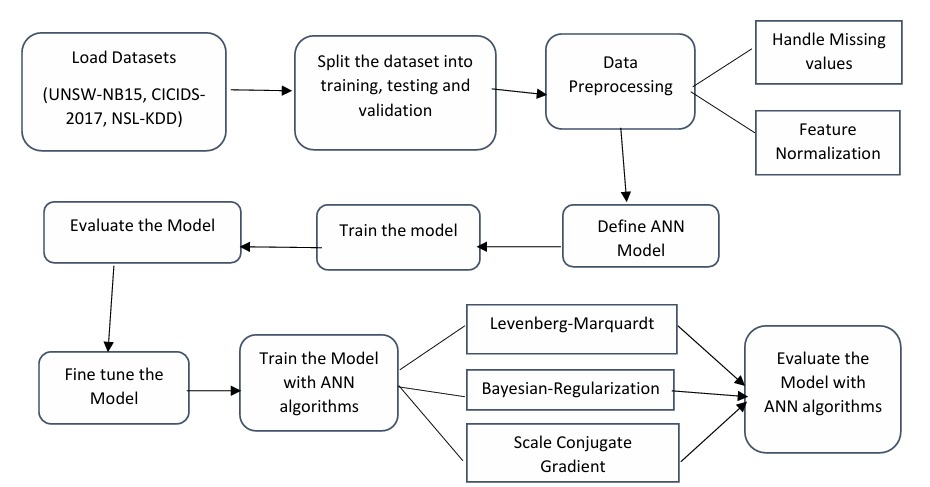 Load Datasets
(UNSW-NB15, CICIDS-
2017, NSL-KDD)
Split the dataset into
training, testing and
validation
Data
Preprocessing
Handle Missing
values
Feature
Normalization
Define ANN
Model
Train the model
Evaluate the Model
Fine tune the
Model
Train the Model
with ANN
algorithms
Levenberg-Marquardt
Bayesian-Regularization
Scale Conjugate
Gradient
Evaluate the
Model with
ANN algorithms